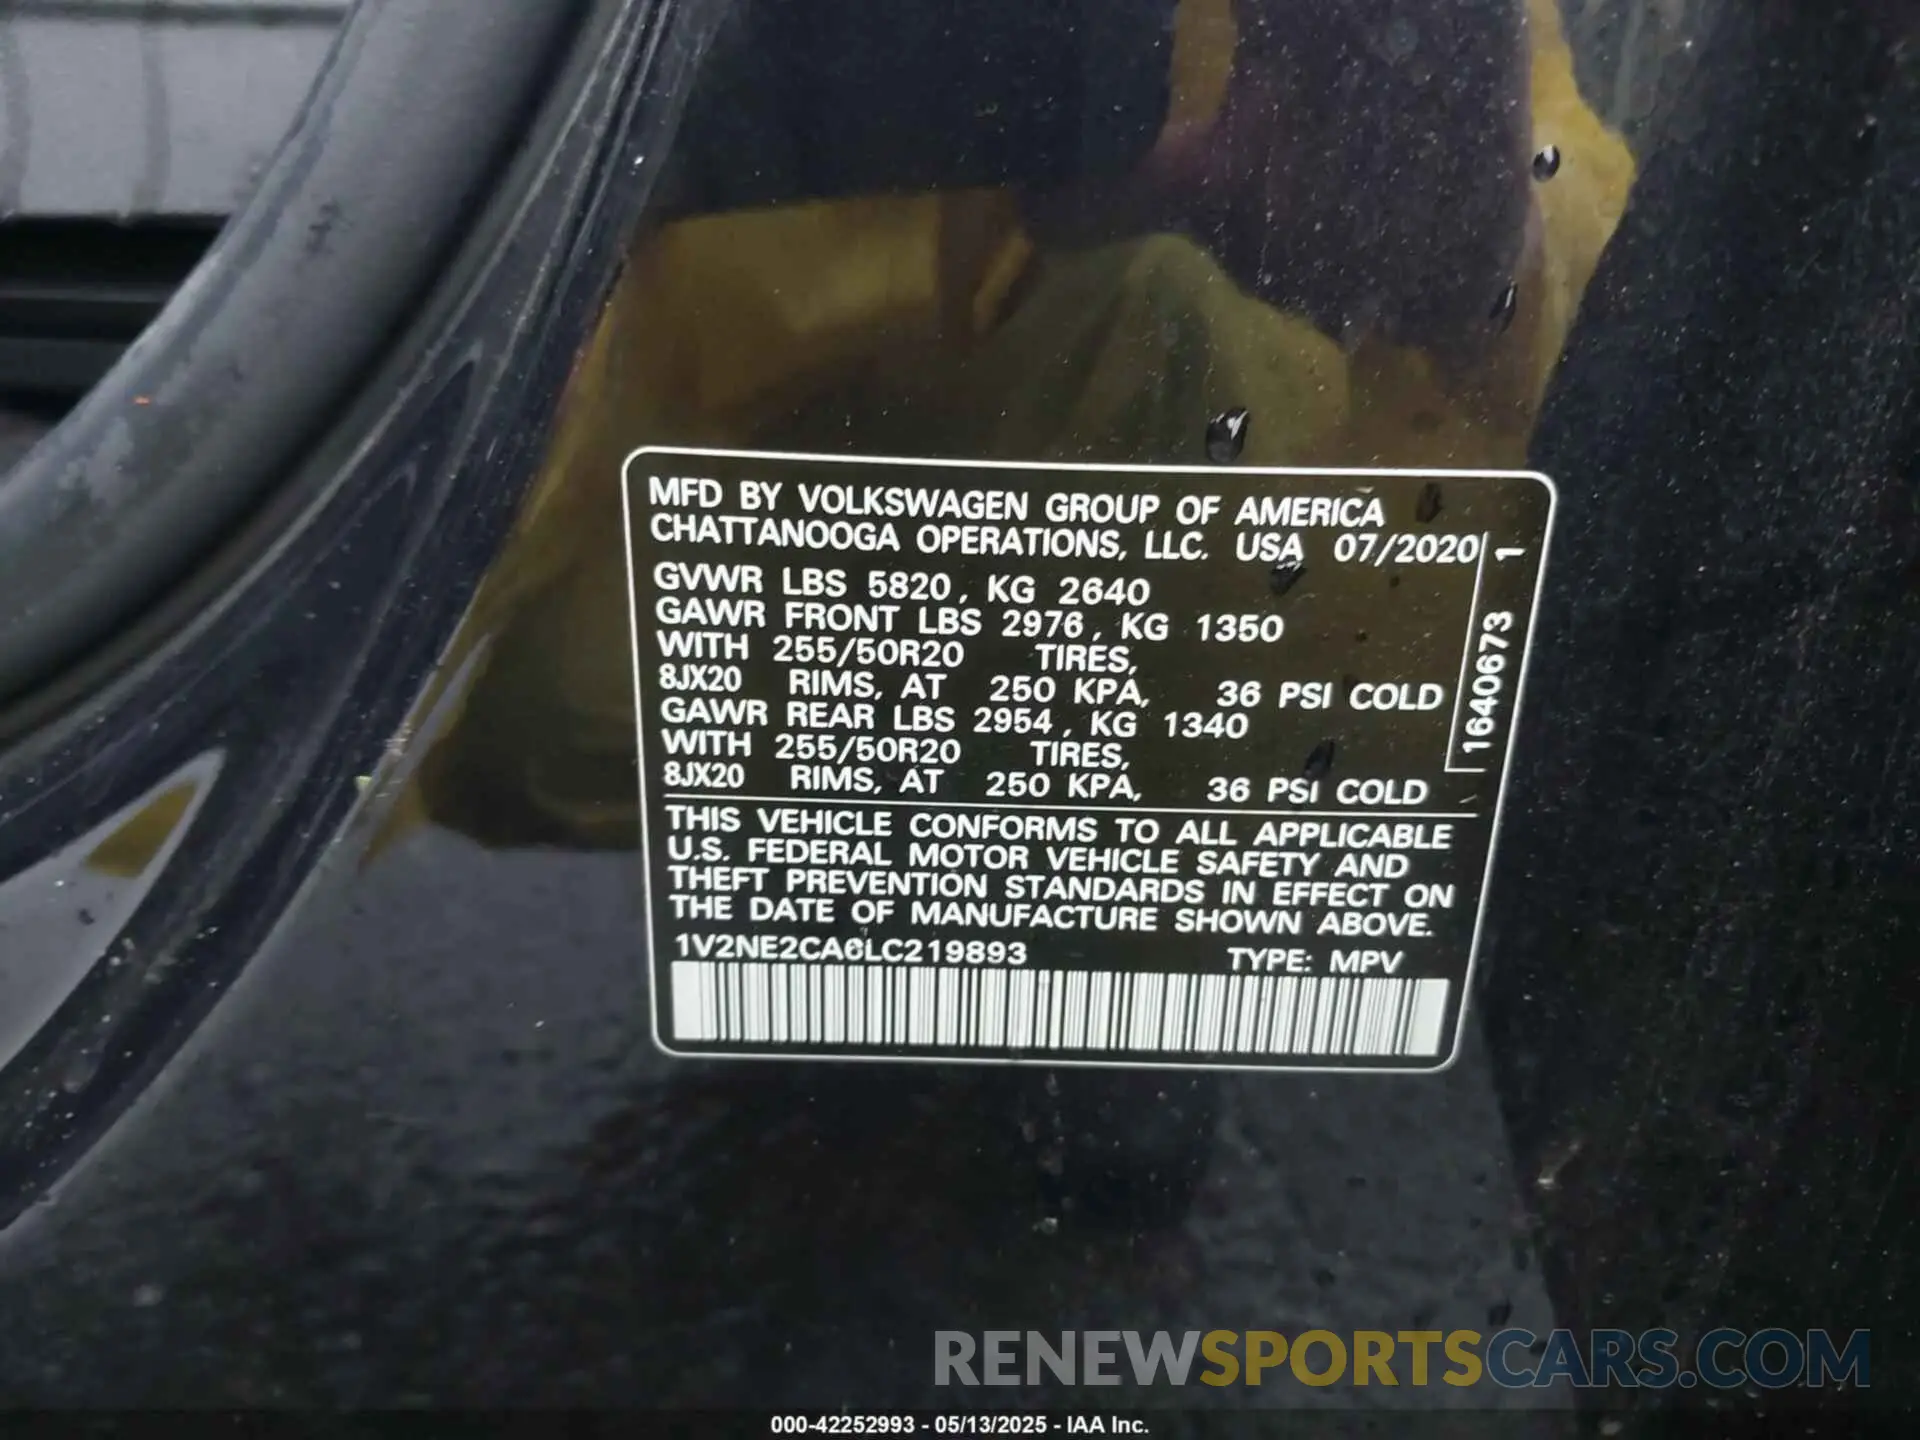 MFD BY VOLKSWAGEN GROUP OF AMERICA
CHATTANOOGA OPERATIONS, LLC. USA 07/2020
GVWR LBS 5820, KG 2640
GAWR FRONT LBS 2976, KG 1350
WITH 255/50R20 TIRES,
8JX20 RIMS, AT 250 KPA, 36 PSI COLD
GAWR REAR LBS 2954, KG 1340
WITH 255/50R20 TIRES,
8JX20 RIMS, AT 250 KPA, 36 PSI COLD
1640673 1
THIS VEHICLE CONFORMS TO ALL APPLICABLE
U.S. FEDERAL MOTOR VEHICLE SAFETY AND
THEFT PREVENTION STANDARDS IN EFFECT ON
THE DATE OF MANUFACTURE SHOWN ABOVE.
1V2NE2CA6LC219893 TYPE: MPV
RENEWSPORTSCARS.COM
000-42252993 - 05/13/2025 - IAA Inc.